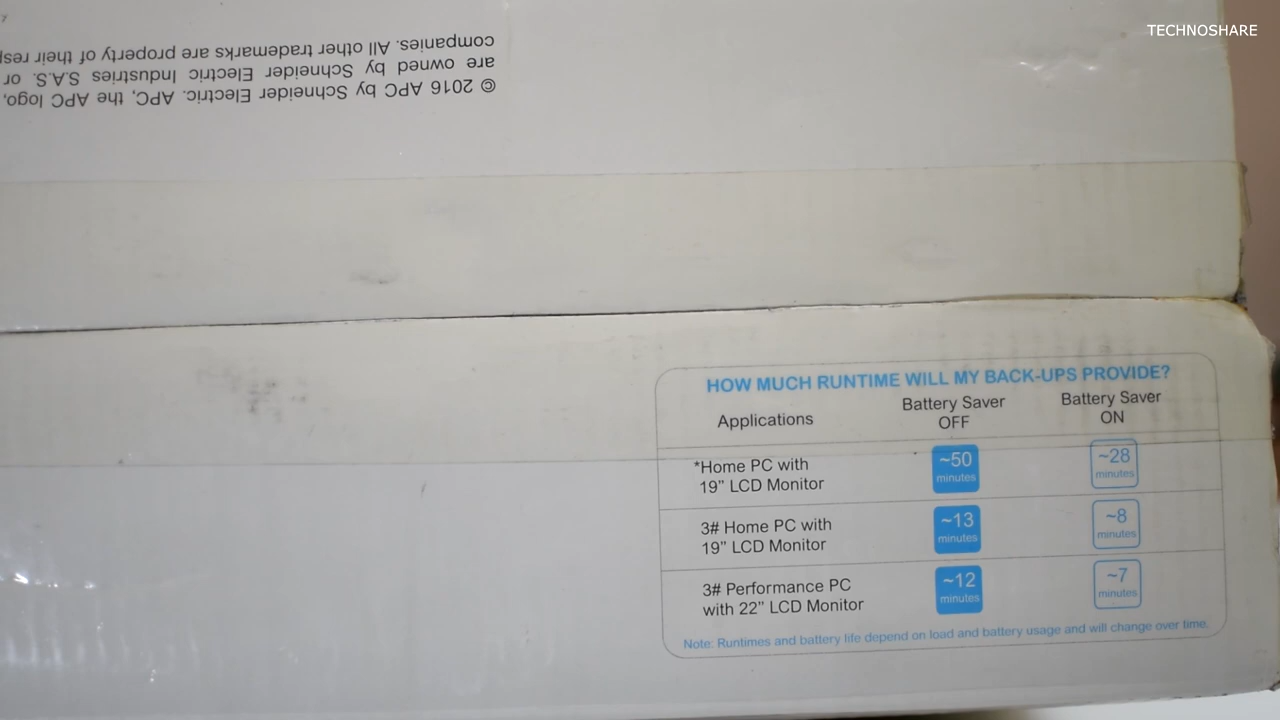 TECHNOSHARE
© 2016 APC by Schneider Electric. APC, the APC logo,
are owned by Schneider Electric Industries S.A.S. or
companies. All other trademarks are property of their
HOW MUCH RUNTIME WILL MY BACK-UPS PROVIDE?
Applications
Battery Saver
OFF
Battery Saver
ON
*Home PC with
19" LCD Monitor
~50
minutes
~28
minutes
3# Home PC with
19" LCD Monitor
~13
minutes
~8
minutes
3# Performance PC
with 22" LCD Monitor
~12
minutes
~7
minutes
Note: Runtimes and battery life depend on load and battery usage and will change over time.